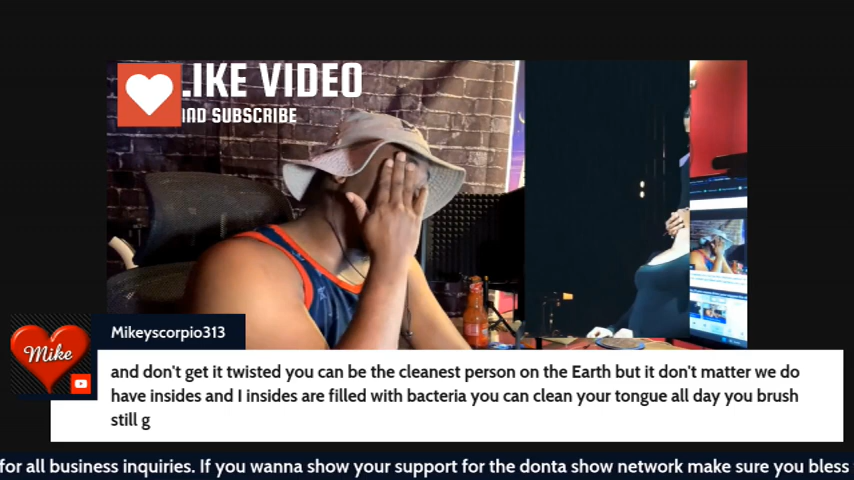 LIKE VIDEO
AND SUBSCRIBE
Mikeyscorpio313
Mike
and don't get it twisted you can be the cleanest person on the Earth but it don't matter we do
have insides and I insides are filled with bacteria you can clean your tongue all day you brush
still g
for all business inquiries. If you wanna show your support for the donta show network make sure you bless